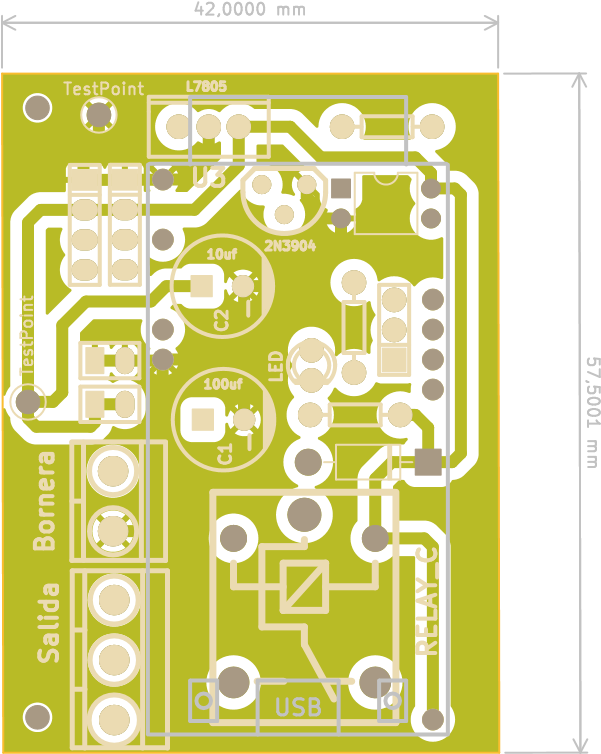 42,0000 mm
TestPoint
L7805
U3
2N3904
10uf
C2
TestPoint
LED
100uf
C1
Bornera
57,5001 mm
Salida
RELAY_C
USB